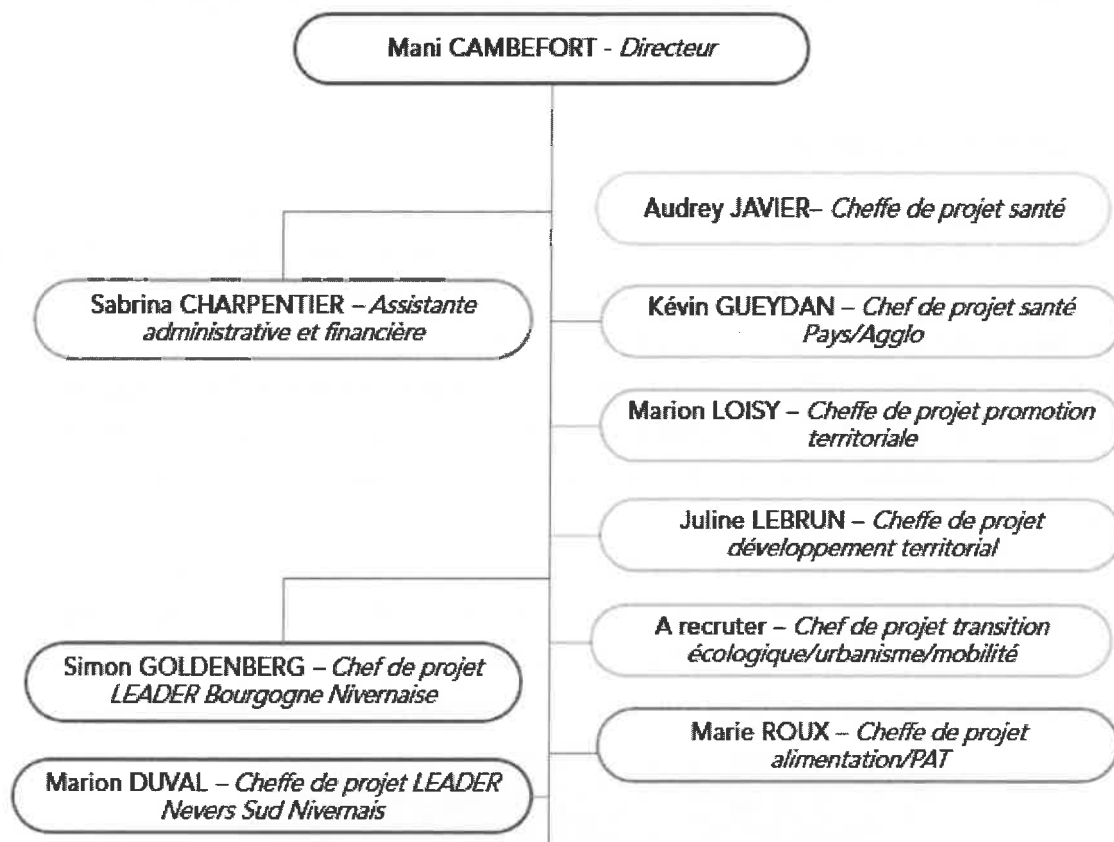 Mani CAMBEFORT - Directeur
Audrey JAVIER– Cheffe de projet santé
Sabrina CHARPENTIER – Assistante
administrative et financière
Kévin GUEYDAN – Chef de projet santé
Pays/Agglo
Marion LOISY – Cheffe de projet promotion
territoriale
Juline LEBRUN – Cheffe de projet
développement territorial
A recruter – Chef de projet transition
écologique/urbanisme/mobilité
Simon GOLDENBERG – Chef de projet
LEADER Bourgogne Nivernaise
Marie ROUX – Cheffe de projet
alimentation/PAT
Marion DUVAL – Cheffe de projet LEADER
Nevers Sud Nivernais